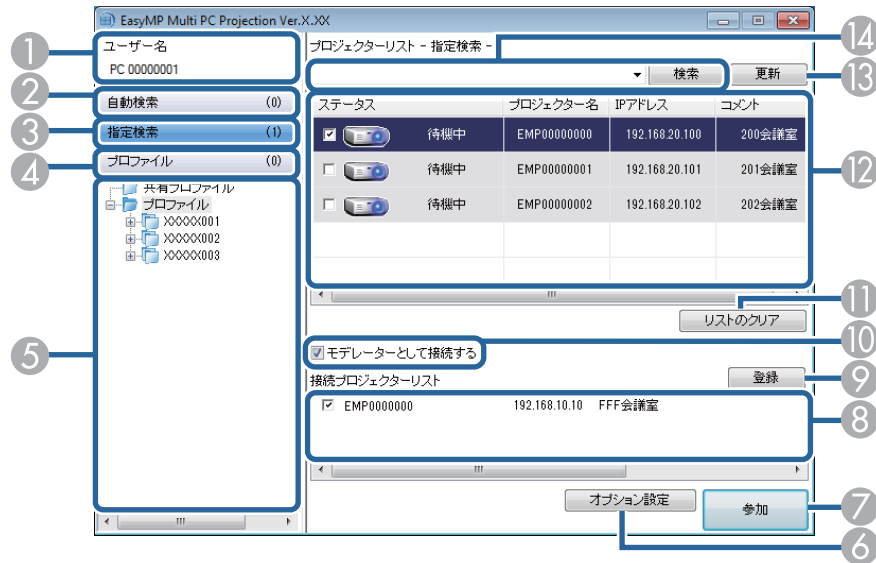 EasyMP Multi PC Projection Ver.X.XX
ユーザー名
PC 00000001
自動検索 (0)
指定検索 (1)
プロファイル (0)
共有プロファイル
プロファイル
XXXXX001
XXXXX002
XXXXX003
プロジェクターリスト - 指定検索 -
検索 更新
ステータス プロジェクター名 IPアドレス コメント
待機中 EMP00000000 192.168.20.100 200会議室
待機中 EMP00000001 192.168.20.101 201会議室
待機中 EMP00000002 192.168.20.102 202会議室
リストのクリア
モデレーターとして接続する
接続プロジェクターリスト 登録
EMP0000000 192.168.10.10 FFF会議室
オプション設定 参加
1
2
3
4
5
14
13
12
11
10
9
8
7
6